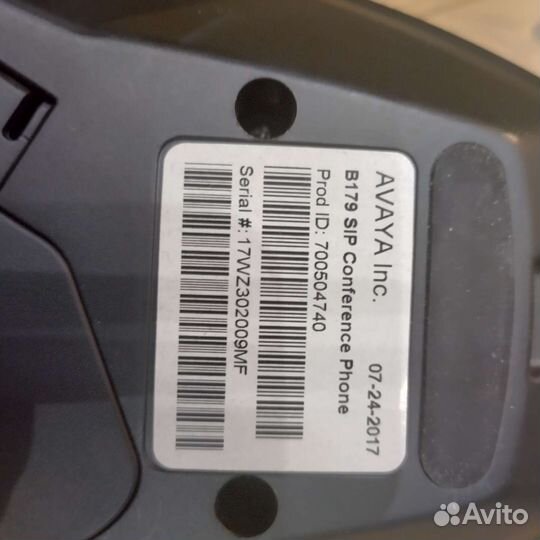 AVAYA Inc. 07-24-2017
B179 SIP Conference Phone
Prod ID: 700504740
Serial #: 17WZ302009MF
Avito